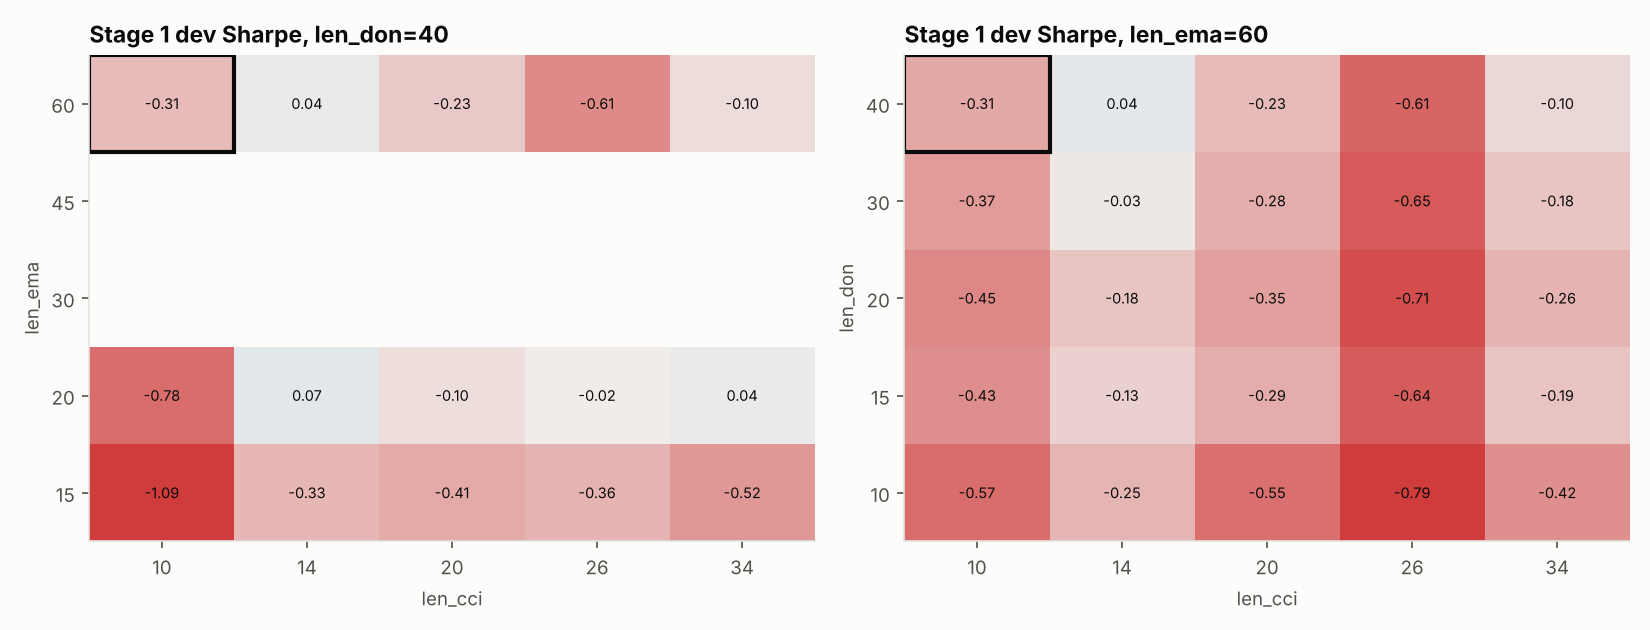 Stage 1 dev Sharpe, len_don=40
len_ema
60
-0.31 0.04 -0.23 -0.61 -0.10
45
30
20
-0.78 0.07 -0.10 -0.02 0.04
15
-1.09 -0.33 -0.41 -0.36 -0.52
10 14 20 26 34
len_cci
Stage 1 dev Sharpe, len_ema=60
len_don
40
-0.31 0.04 -0.23 -0.61 -0.10
30
-0.37 -0.03 -0.28 -0.65 -0.18
20
-0.45 -0.18 -0.35 -0.71 -0.26
15
-0.43 -0.13 -0.29 -0.64 -0.19
10
-0.57 -0.25 -0.55 -0.79 -0.42
10 14 20 26 34
len_cci